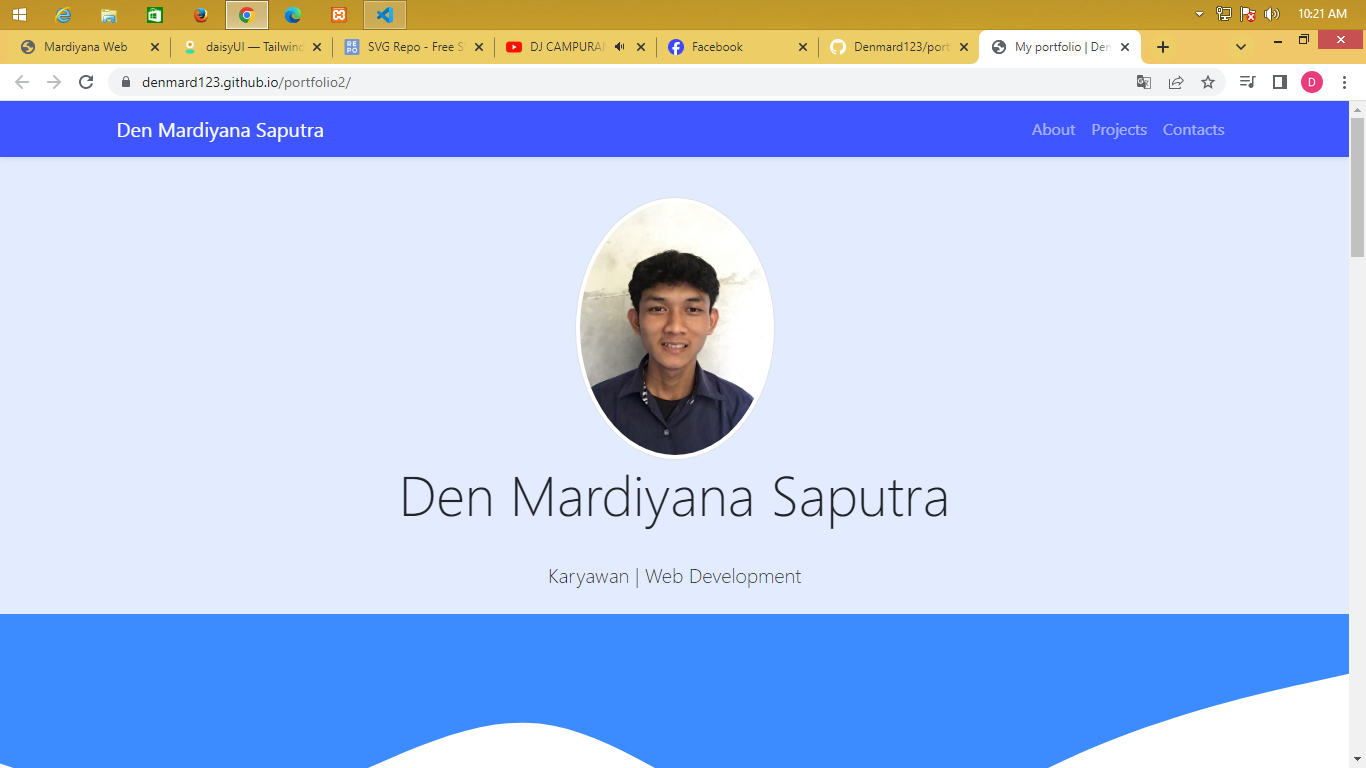 10:21 AM
Mardiyana Web
daisyUI — Tailwind
SVG Repo - Free S
DJ CAMPURAN
Facebook
Denmard123/port
My portfolio | Den
denmard123.github.io/portfolio2/
D
Den Mardiyana Saputra
About Projects Contacts
Den Mardiyana Saputra
Karyawan | Web Development